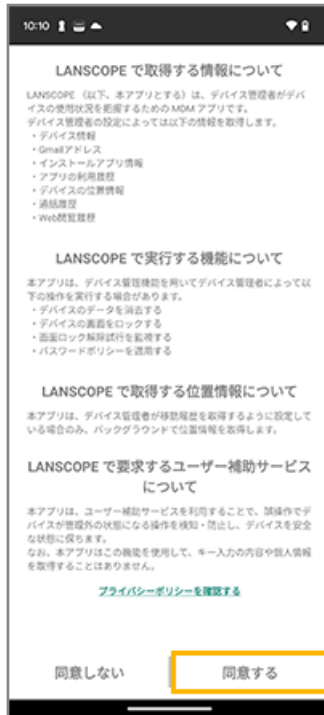 10:10
LANSCOPE で取得する情報について
LANSCOPE （以下、本アプリとする）は、デバイス管理者がデバ
イスの使用状況を把握するための MDM アプリです。
デバイス管理者の設定によっては以下の情報を取得します。
・デバイス情報
・Gmailアドレス
・インストールアプリ情報
・アプリの利用履歴
・デバイスの位置情報
・通話履歴
・Web閲覧履歴
LANSCOPE で実行する機能について
本アプリは、デバイス管理機能を用いてデバイス管理者によって以
下の操作を実行する場合があります。
・デバイスのデータを消去する
・デバイスの画面をロックする
・画面ロック解除試行を監視する
・パスワードポリシーを適用する
LANSCOPE で取得する位置情報について
本アプリは、デバイス管理者が移動履歴を取得するように設定して
いる場合のみ、バックグラウンドで位置情報を取得します。
LANSCOPE で要求するユーザー補助サービス
について
本アプリは、ユーザー補助サービスを利用することで、誤操作でデ
バイスが管理外の状態になる操作を検知・防止し、デバイスを安全
な状態に保ちます。
なお、本アプリはこの機能を使用して、キー入力の内容や個人情報
を取得することはありません。
プライバシーポリシーを確認する
同意しない
同意する